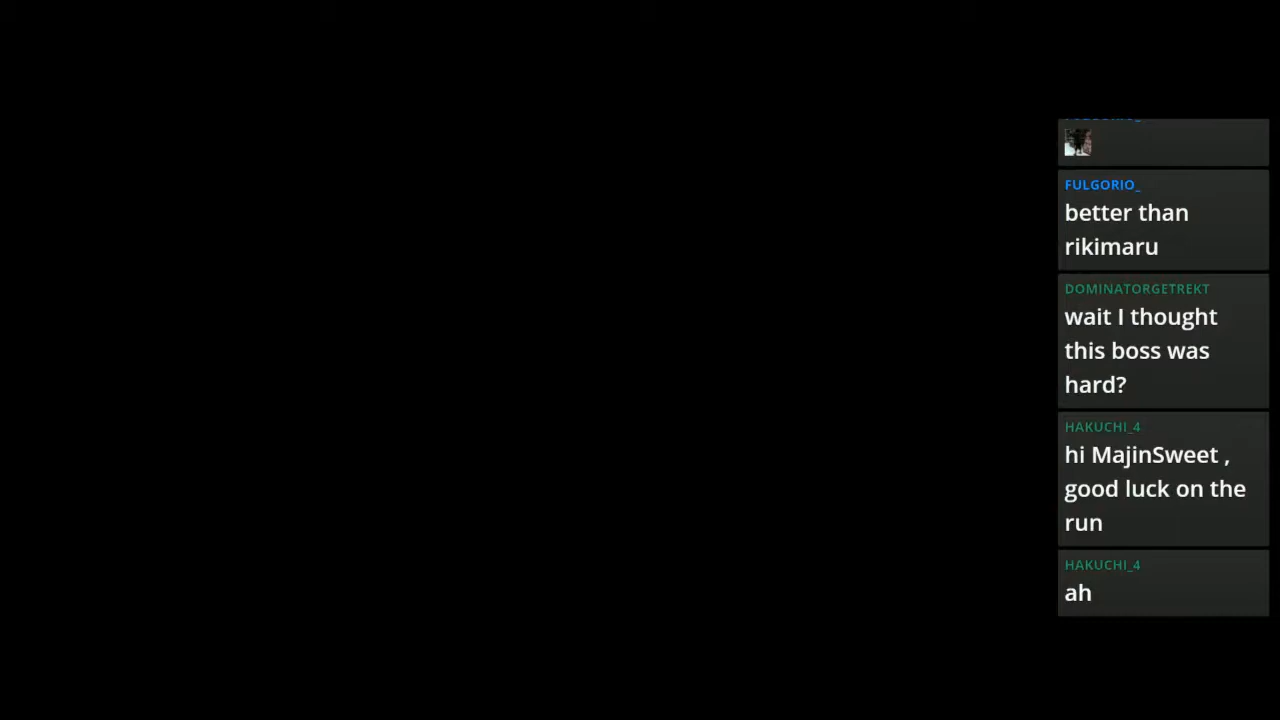 FULGORIO_
better than
rikimaru
DOMINATORGETREKT
wait I thought
this boss was
hard?
HAKUCHI_4
hi MajinSweet ,
good luck on the
run
HAKUCHI_4
ah